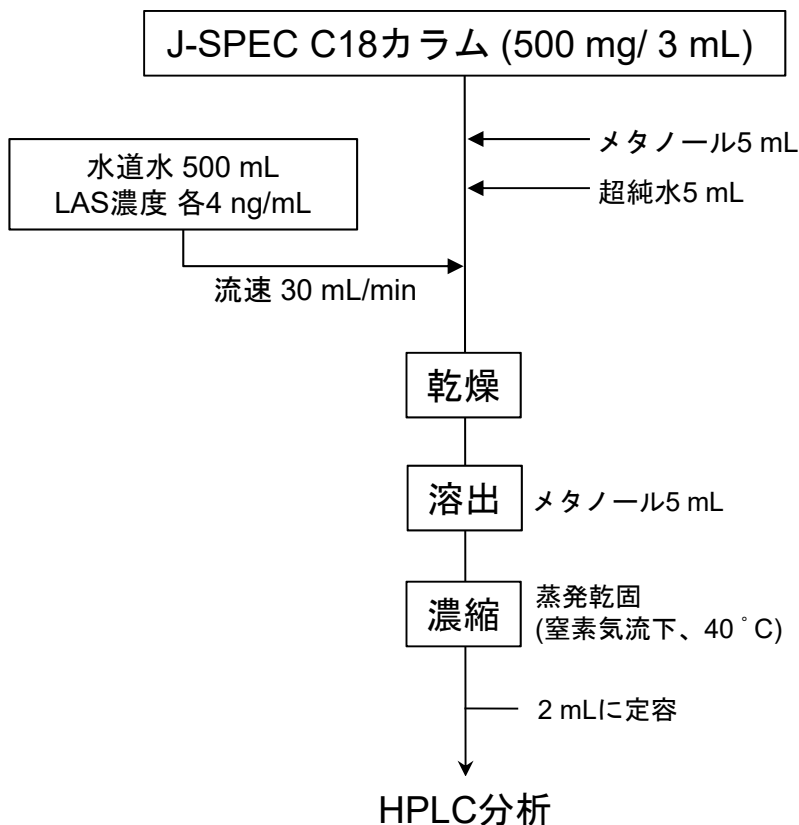 J-SPEC C18カラム (500 mg/ 3 mL)
メタノール5 mL
水道水 500 mL
LAS濃度 各4 ng/mL
超純水5 mL
流速 30 mL/min
乾燥
溶出
メタノール5 mL
濃縮
蒸発乾固
(窒素気流下、40˚C)
2 mLに定容
HPLC分析